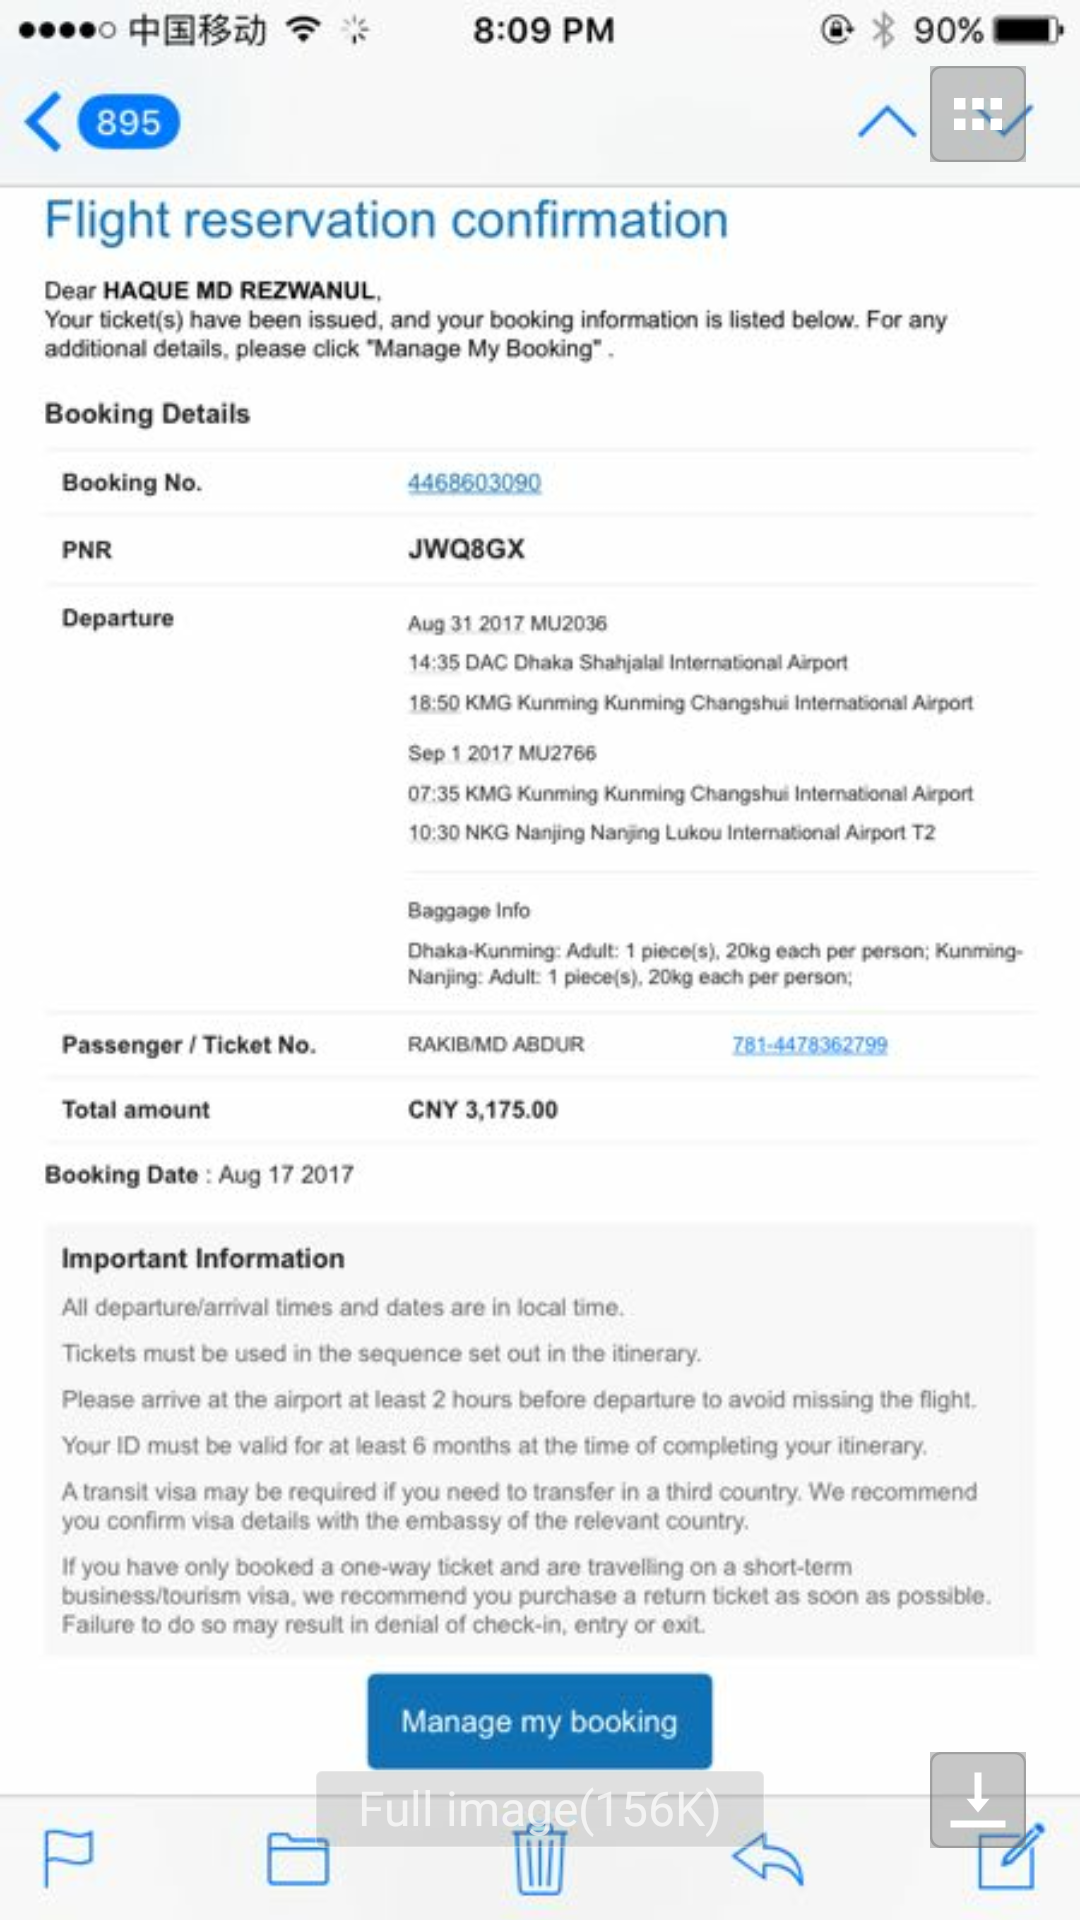 中国移动 8:09 PM 90%
895
Flight reservation confirmation
Dear HAQUE MD REZWANUL,
Your ticket(s) have been issued, and your booking information is listed below. For any
additional details, please click "Manage My Booking" .
Booking Details
Booking No. 4468603090
PNR JWQ8GX
Departure Aug 31 2017 MU2036
14:35 DAC Dhaka Shahjalal International Airport
18:50 KMG Kunming Kunming Changshui International Airport
Sep 1 2017 MU2766
07:35 KMG Kunming Kunming Changshui International Airport
10:30 NKG Nanjing Nanjing Lukou International Airport T2
Baggage Info
Dhaka-Kunming: Adult: 1 piece(s), 20kg each per person; Kunming-
Nanjing: Adult: 1 piece(s), 20kg each per person;
Passenger / Ticket No. RAKIB/MD ABDUR 781-4478362799
Total amount CNY 3,175.00
Booking Date : Aug 17 2017
Important Information
All departure/arrival times and dates are in local time.
Tickets must be used in the sequence set out in the itinerary.
Please arrive at the airport at least 2 hours before departure to avoid missing the flight.
Your ID must be valid for at least 6 months at the time of completing your itinerary.
A transit visa may be required if you need to transfer in a third country. We recommend
you confirm visa details with the embassy of the relevant country.
If you have only booked a one-way ticket and are travelling on a short-term
business/tourism visa, we recommend you purchase a return ticket as soon as possible.
Failure to do so may result in denial of check-in, entry or exit.
Manage my booking
Full image(156K)